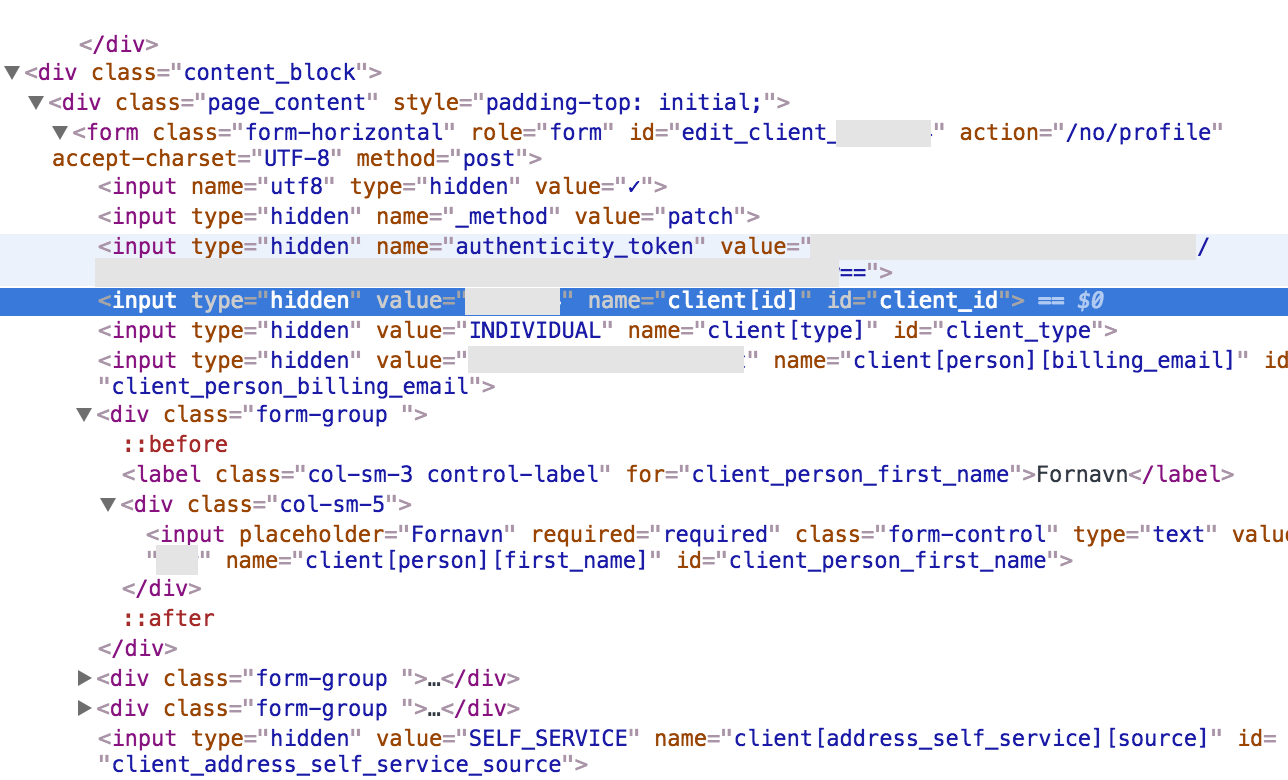 </div>
<div class="content_block">
<div class="page_content" style="padding-top: initial;">
<form class="form-horizontal" role="form" id="edit_client_" action="/no/profile"
accept-charset="UTF-8" method="post">
<input name="utf8" type="hidden" value="✓">
<input type="hidden" name="_method" value="patch">
<input type="hidden" name="authenticity_token" value="/
==">
<input type="hidden" value="" name="client[id]" id="client_id"> == $0
<input type="hidden" value="INDIVIDUAL" name="client[type]" id="client_type">
<input type="hidden" value="" name="client[person][billing_email]" id
"client_person_billing_email">
<div class="form-group ">
::before
<label class="col-sm-3 control-label" for="client_person_first_name">Fornavn</label>
<div class="col-sm-5">
<input placeholder="Fornavn" required="required" class="form-control" type="text" value
"" name="client[person][first_name]" id="client_person_first_name">
</div>
::after
</div>
<div class="form-group ">…</div>
<div class="form-group ">…</div>
<input type="hidden" value="SELF_SERVICE" name="client[address_self_service][source]" id=
"client_address_self_service_source">